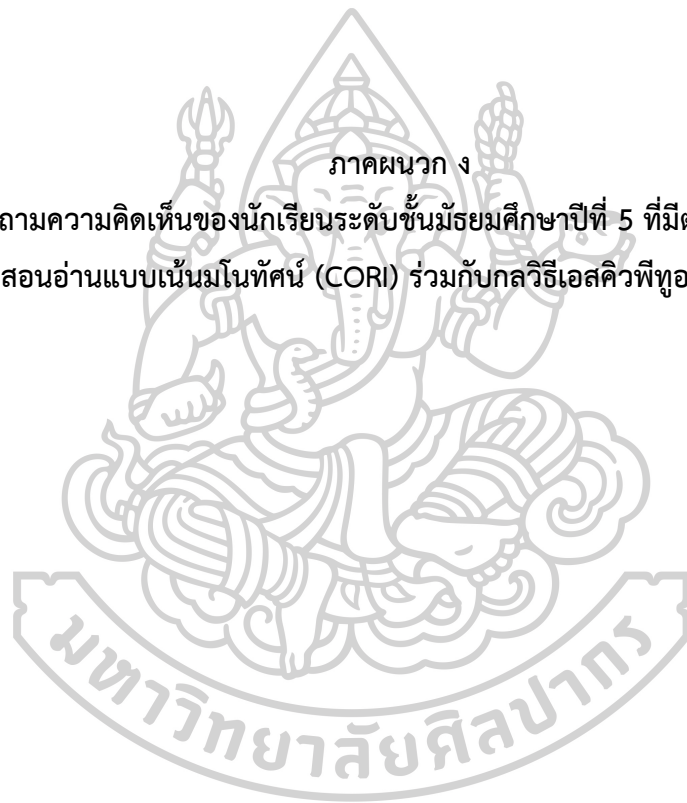 ภาคผนวก ง
ถามความคิดเห็นของนักเรียนระดับชั้นมัธยมศึกษาปีที่ 5 ที่มี
สอนอ่านแบบเน้นมโนทัศน์ (CORI) ร่วมกับกลวิธีเอสคิวพีทู
มหาวิทยาลัยศิลปากร